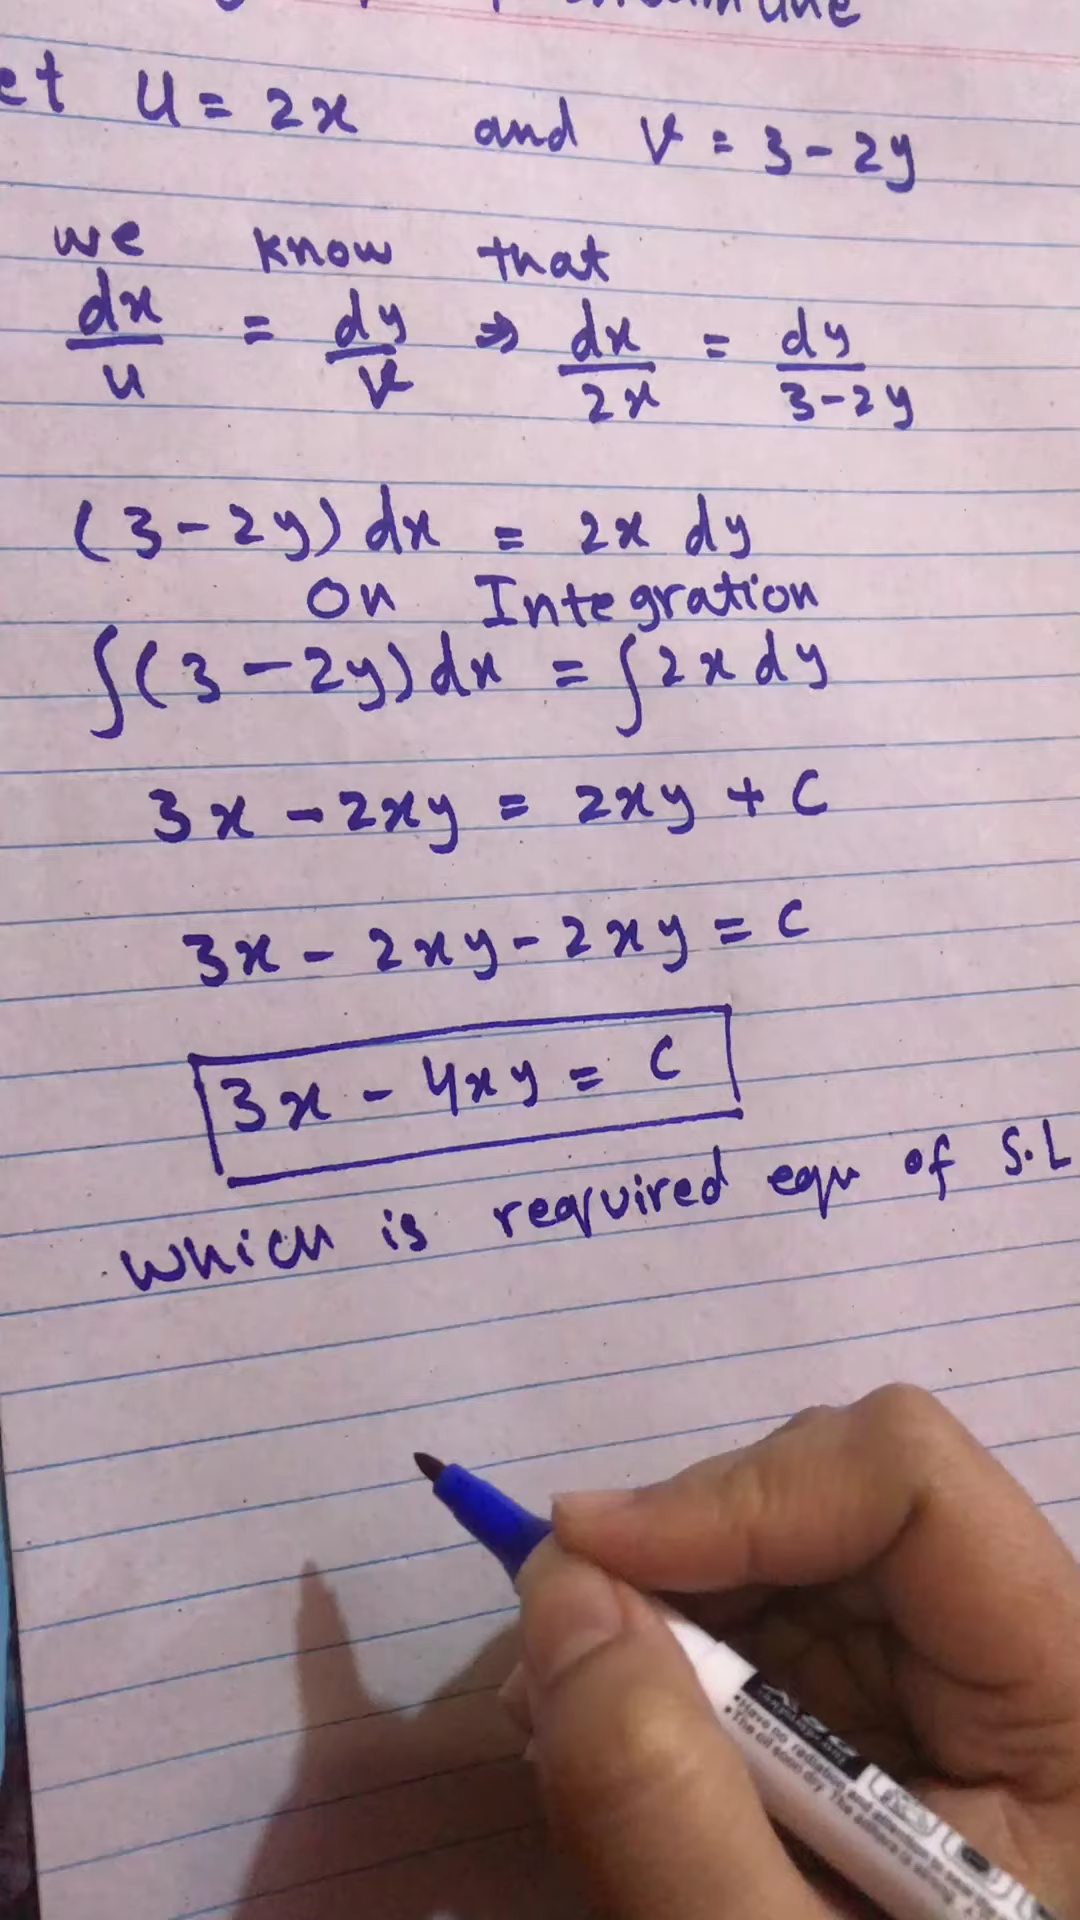 et u = 2x and v = 3 - 2y
we know that
dx/u = dy/v ⇒ dx/2x = dy/3-2y
(3-2y) dx = 2x dy
On Integration
∫(3-2y) dx = ∫2x dy
3x - 2xy = 2xy + c
3x - 2xy - 2xy = c
3x - 4xy = c
which is required eqn of S.L